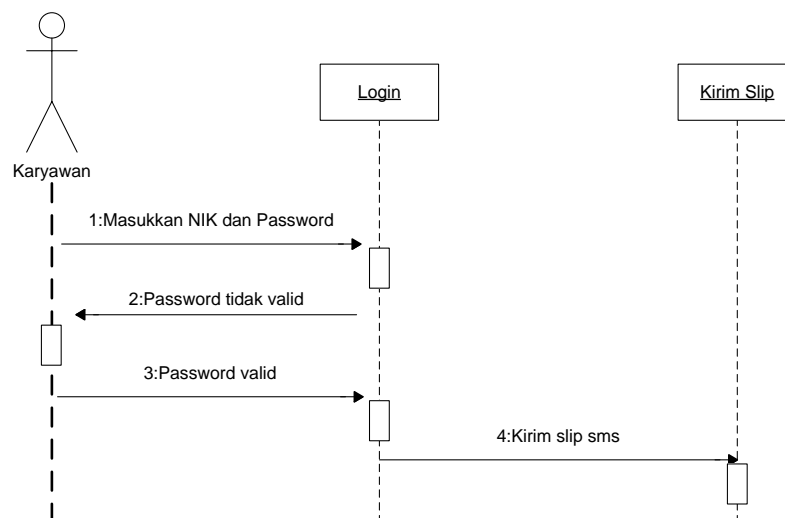 Login
Kirim Slip
Karyawan
1:Masukkan NIK dan Password
2:Password tidak valid
3:Password valid
4:Kirim slip sms